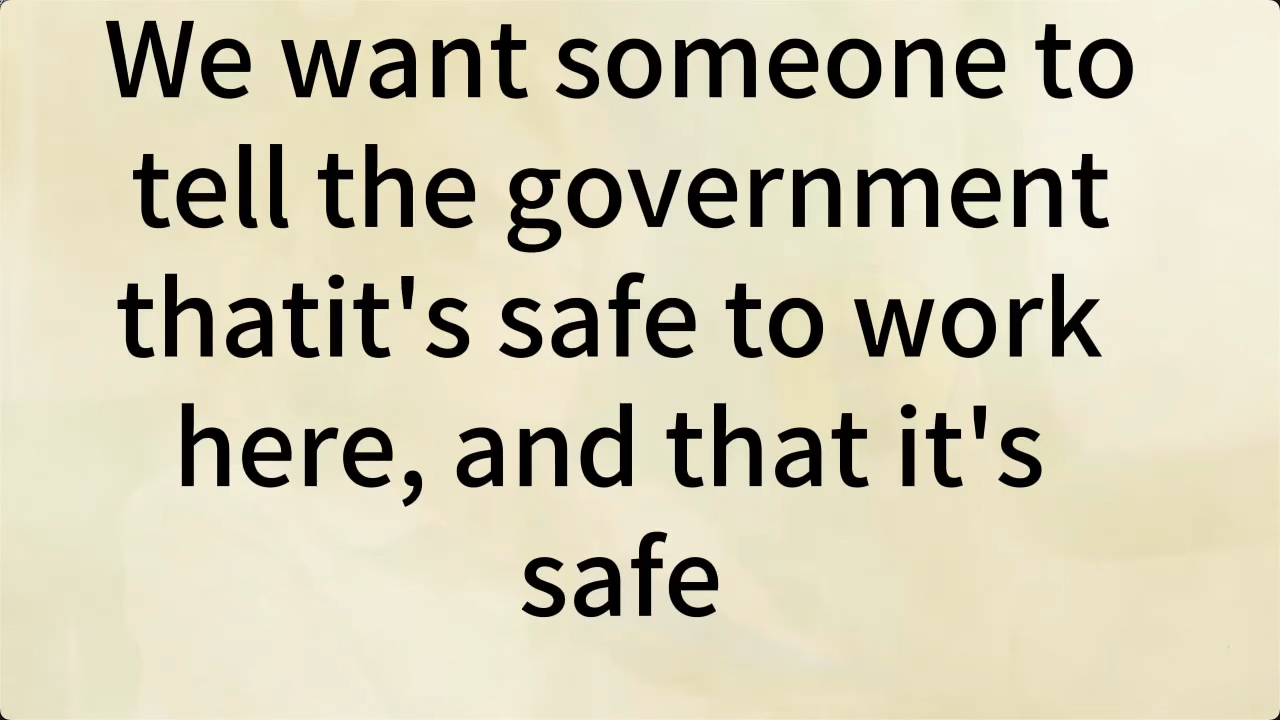 We want someone to
tell the government
thatit's safe to work
here, and that it's
safe